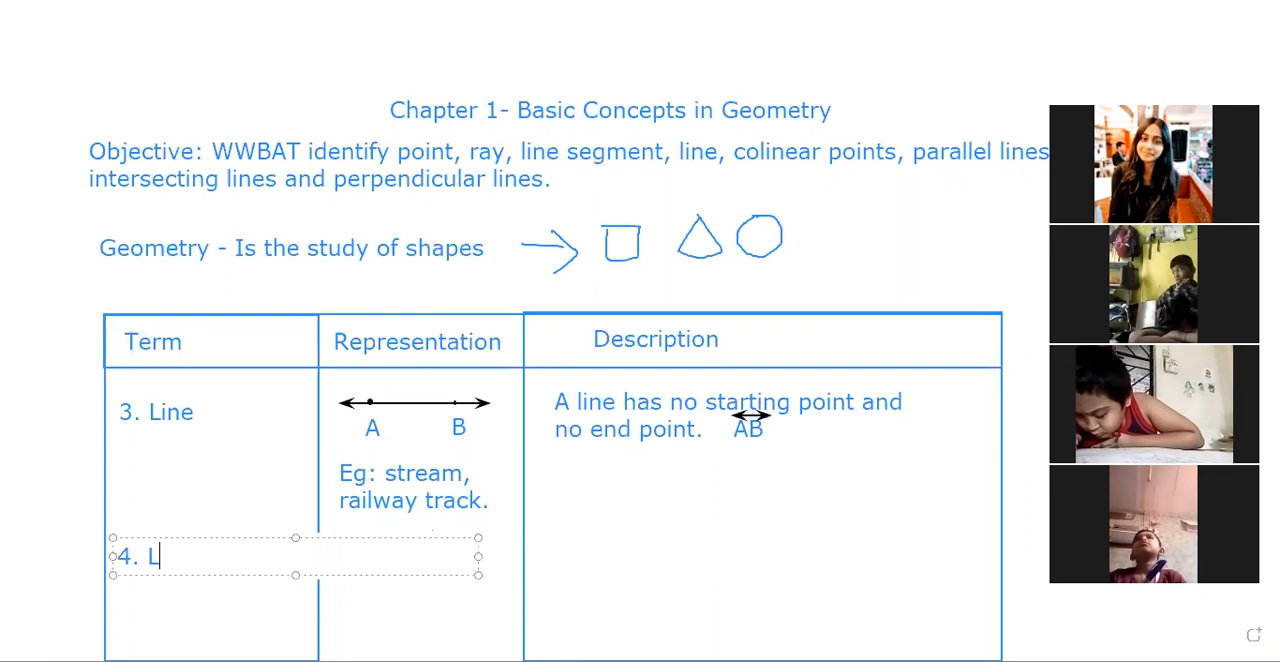 Chapter 1- Basic Concepts in Geometry
Objective: WWBAT identify point, ray, line segment, line, colinear points, parallel lines
intersecting lines and perpendicular lines.
Geometry - Is the study of shapes
Term
Representation
Description
3. Line
A B
Eg: stream,
railway track.
A line has no starting point and
no end point. AB
4. L